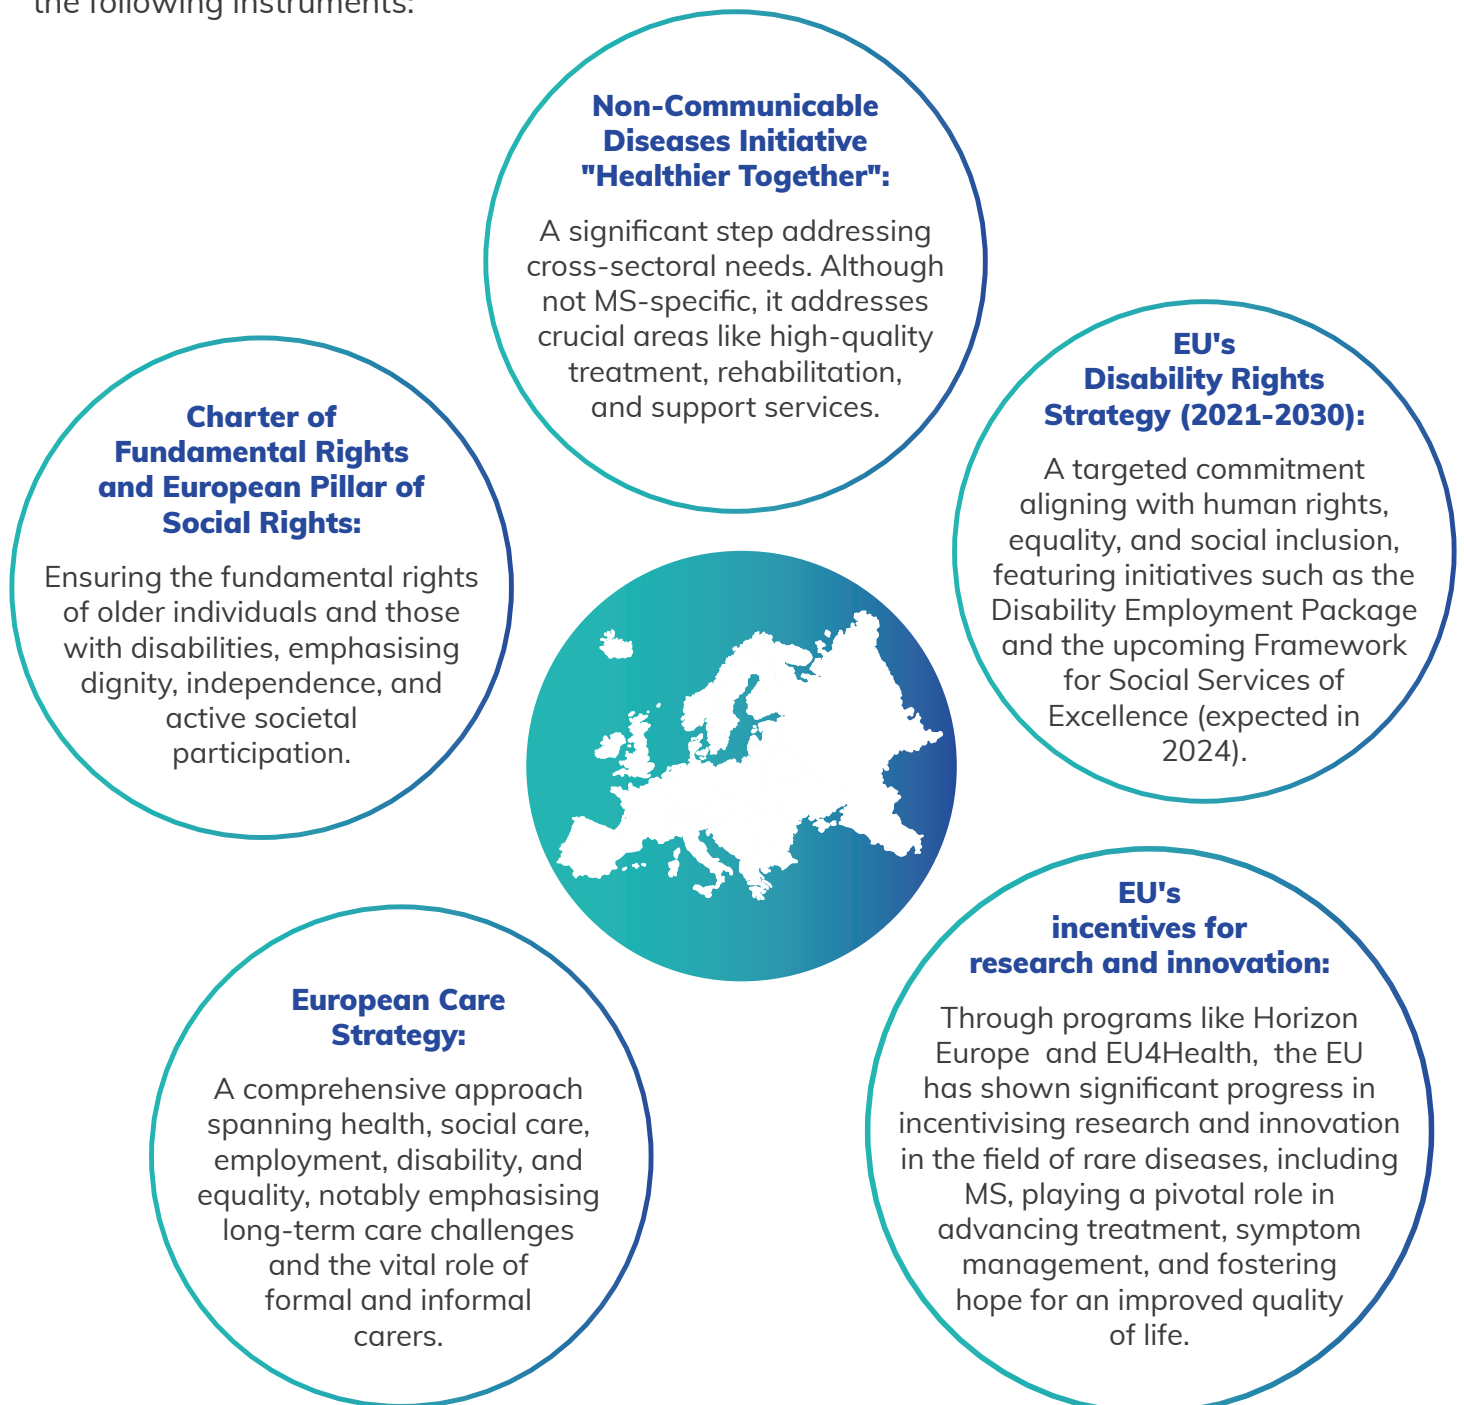 the following instruments:
Non-Communicable
Diseases Initiative
"Healthier Together":
A significant step addressing
cross-sectoral needs. Although
not MS-specific, it addresses
crucial areas like high-quality
treatment, rehabilitation,
and support services.
Charter of
Fundamental Rights
and European Pillar of
Social Rights:
Ensuring the fundamental rights
of older individuals and those
with disabilities, emphasising
dignity, independence, and
active societal
participation.
EU's
Disability Rights
Strategy (2021-2030):
A targeted commitment
aligning with human rights,
equality, and social inclusion,
featuring initiatives such as the
Disability Employment Package
and the upcoming Framework
for Social Services of
Excellence (expected in
2024).
European Care
Strategy:
A comprehensive approach
spanning health, social care,
employment, disability, and
equality, notably emphasising
long-term care challenges
and the vital role of
formal and informal
carers.
EU's
incentives for
research and innovation:
Through programs like Horizon
Europe  and EU4Health,  the EU
has shown significant progress in
incentivising research and innovation
in the field of rare diseases, including
MS, playing a pivotal role in
advancing treatment, symptom
management, and fostering
hope for an improved quality
of life.